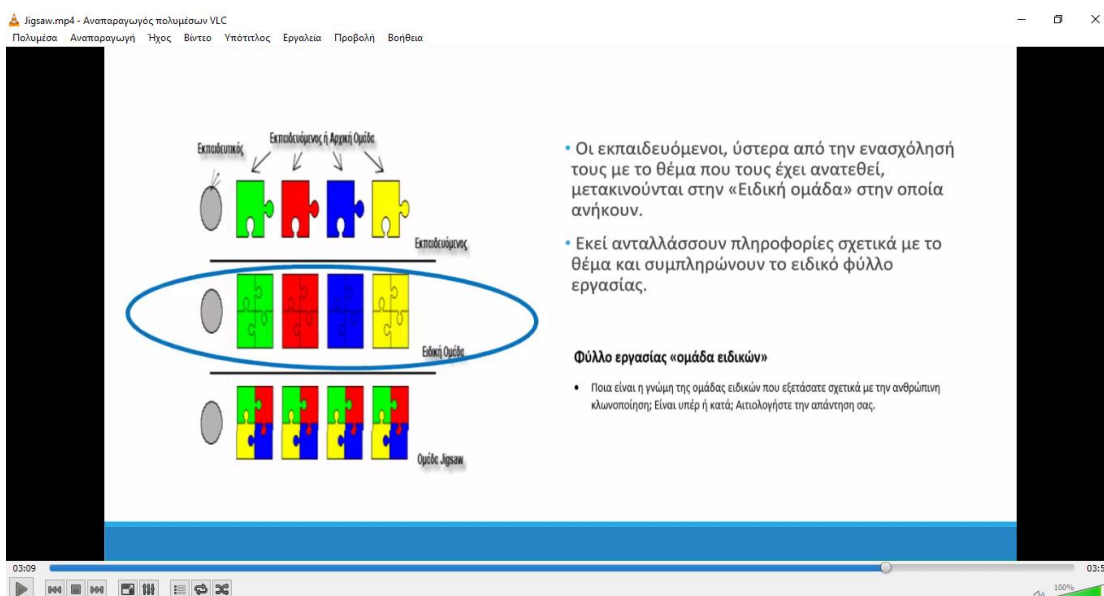 Jigsaw.mp4 - Αναπαραγωγός πολυμέσων VLC
Πολυμέσα Αναπαραγωγή Ήχος Βίντεο Υπότιτλος Εργαλεία Προβολή Βοήθεια
Εκπαιδευτικός
Εκπαιδευόμενος ή Αρχική Ομάδα
Εκπαιδευόμενος
Ειδική Ομάδα
Ομάδα Jigsaw
• Οι εκπαιδευόμενοι, ύστερα από την ενασχόλησή
τους με το θέμα που τους έχει ανατεθεί,
μετακινούνται στην «Ειδική ομάδα» στην οποία
ανήκουν.
• Εκεί ανταλλάσσουν πληροφορίες σχετικά με το
θέμα και συμπληρώνουν το ειδικό φύλλο
εργασίας.
Φύλλο εργασίας «ομάδα ειδικών»
• Ποια είναι η γνώμη της ομάδας ειδικών που εξετάσατε σχετικά με την ανθρώπινη
κλωνοποίηση; Είναι υπέρ ή κατά; Αιτιολογήστε την απάντηση σας.
03:09
100%